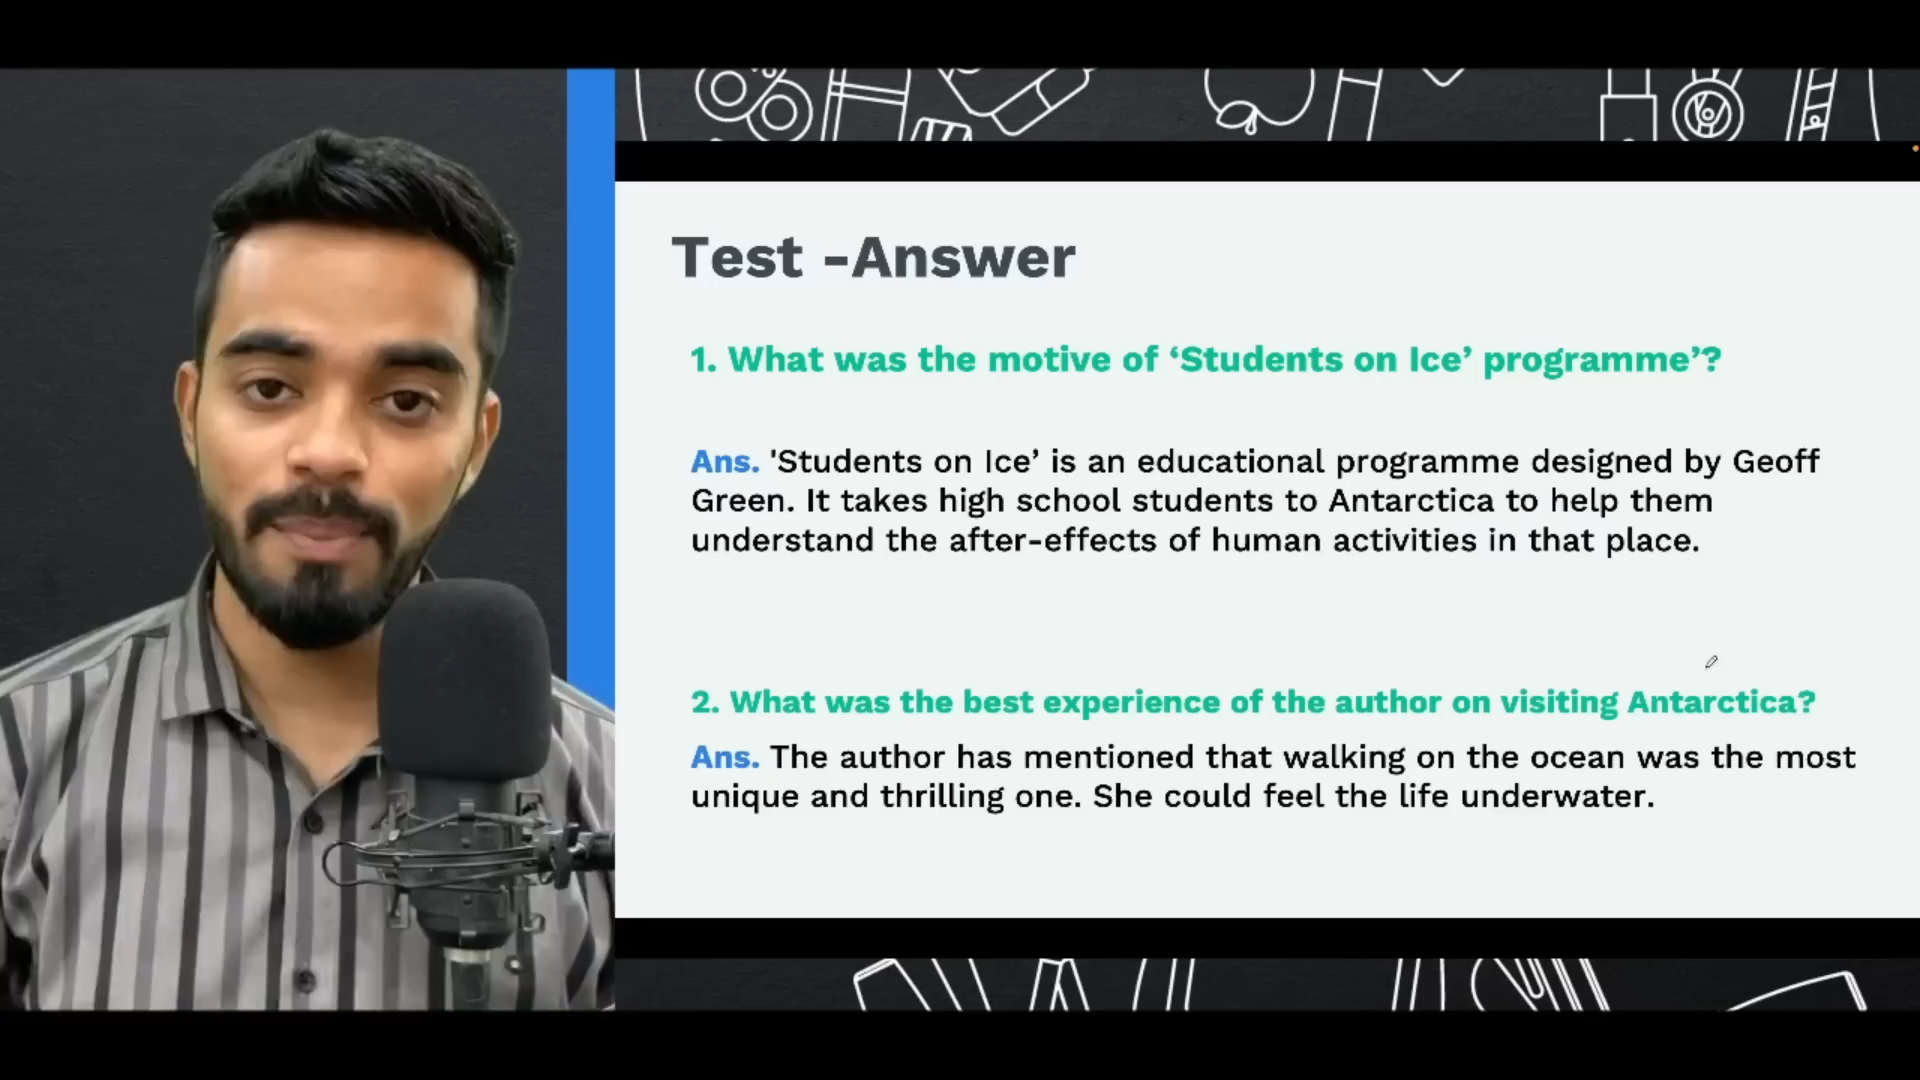 Test -Answer
1. What was the motive of ‘Students on Ice’ programme’?
Ans. 'Students on Ice’ is an educational programme designed by Geoff
Green. It takes high school students to Antarctica to help them
understand the after-effects of human activities in that place.
2. What was the best experience of the author on visiting Antarctica?
Ans. The author has mentioned that walking on the ocean was the most
unique and thrilling one. She could feel the life underwater.